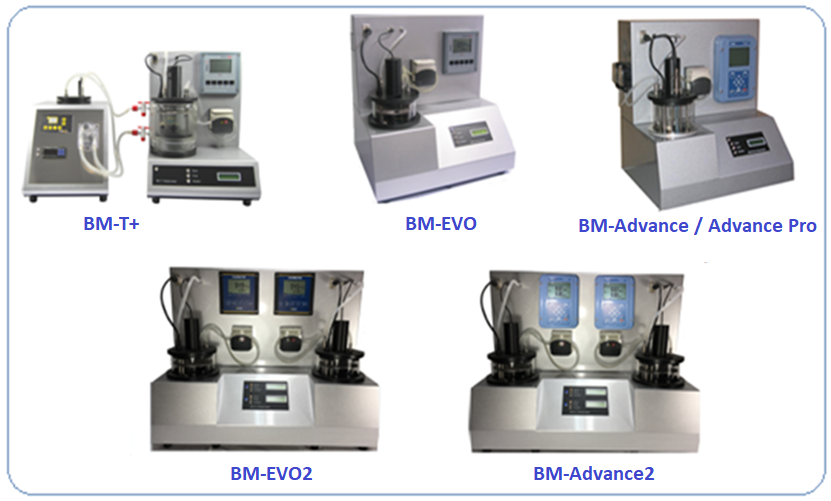 BM-T+
BM-EVO
BM-Advance / Advance Pro
BM-EVO2
BM-Advance2